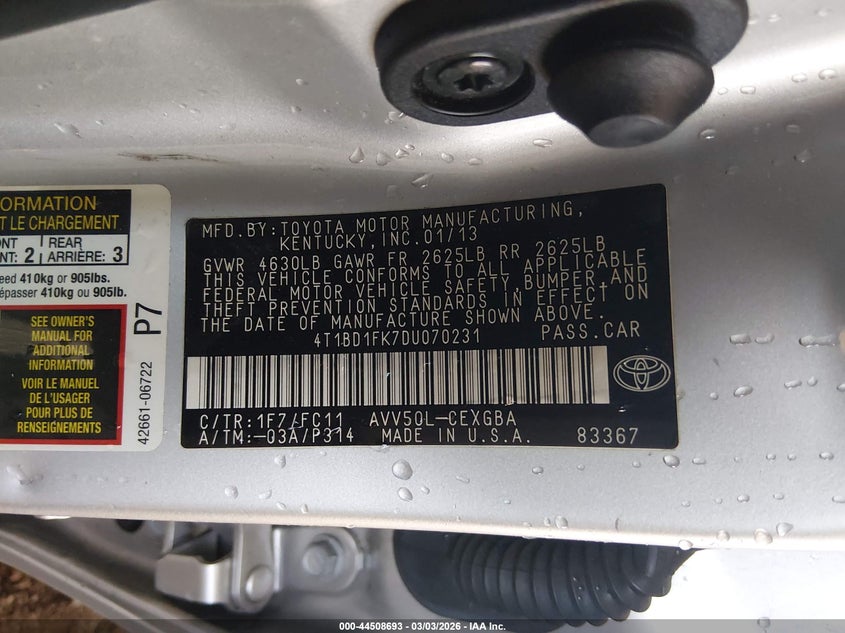 ORMATION
T LE CHARGEMENT
ONT 2 REAR
ARRIÈRE: 3
eed 410kg or 905lbs.
épasser 410kg ou 905lb.
SEE OWNER'S
MANUAL FOR
ADDITIONAL
INFORMATION
VOIR LE MANUEL
DE L'USAGER
POUR PLUS DE
RENSEIGNEMENTS
P7
42661-06722
MFD.BY:TOYOTA MOTOR MANUFACTURING,
KENTUCKY,INC.01/13
GVWR 4630LB GAWR FR 2625LB RR 2625LB
THIS VEHICLE CONFORMS TO ALL APPLICABLE
FEDERAL MOTOR VEHICLE SAFETY,BUMPER,AND
THEFT PREVENTION STANDARDS IN EFFECT ON
THE DATE OF MANUFACTURE SHOWN ABOVE.
4T1BD1FK7DU070231 PASS.CAR
C/TR:1F7/FC11 AVV50L-CEXGBA
A/TM:-03A/P314 MADE IN U.S.A. 83367
000-44508693 - 03/03/2026 - IAA Inc.